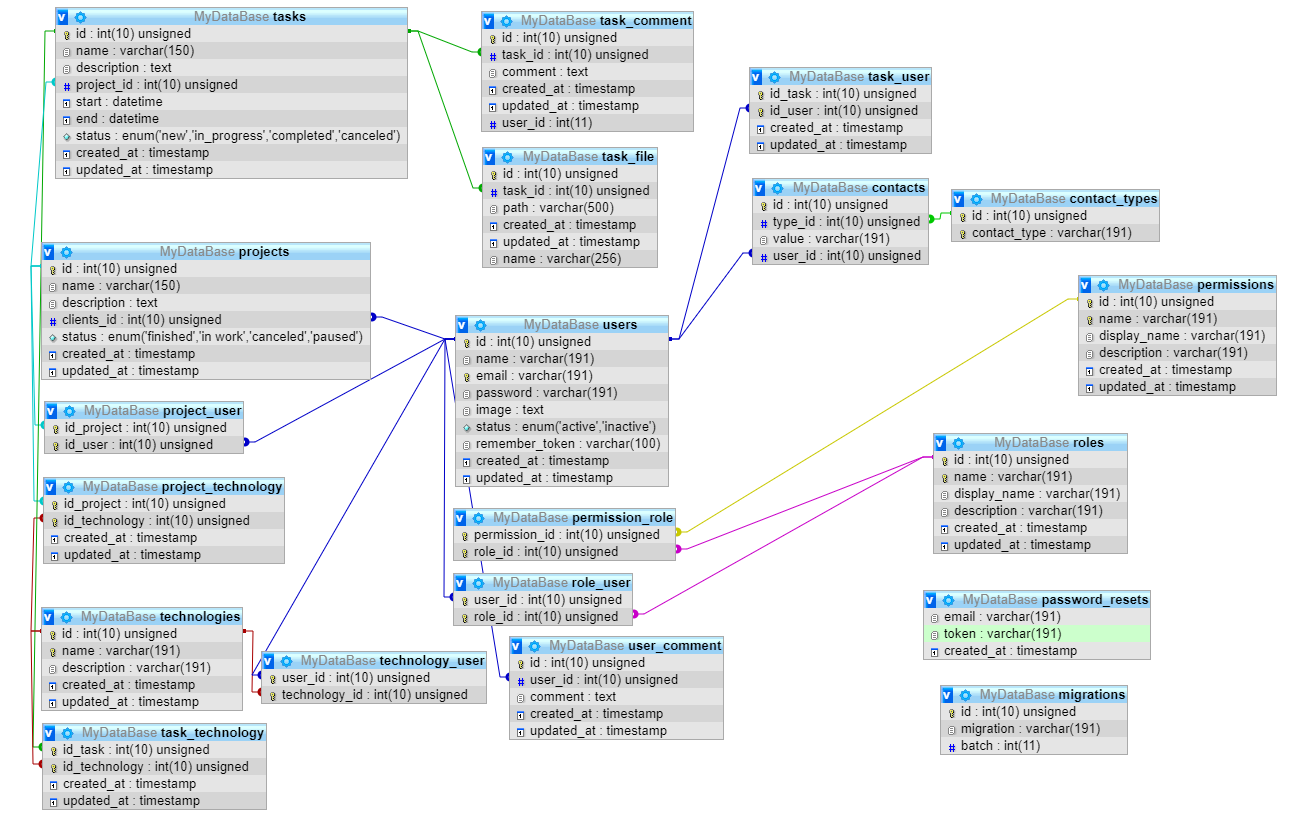 MyDataBase tasks
id : int(10) unsigned
name : varchar(150)
description : text
project_id : int(10) unsigned
start : datetime
end : datetime
status : enum('new','in_progress','completed','canceled')
created_at : timestamp
updated_at : timestamp
MyDataBase task_comment
id : int(10) unsigned
task_id : int(10) unsigned
comment : text
created_at : timestamp
updated_at : timestamp
user_id : int(11)
MyDataBase task_user
id_task : int(10) unsigned
id_user : int(10) unsigned
created_at : timestamp
updated_at : timestamp
MyDataBase task_file
id : int(10) unsigned
task_id : int(10) unsigned
path : varchar(500)
created_at : timestamp
updated_at : timestamp
name : varchar(256)
MyDataBase contacts
id : int(10) unsigned
type_id : int(10) unsigned
value : varchar(191)
user_id : int(10) unsigned
MyDataBase contact_types
id : int(10) unsigned
contact_type : varchar(191)
MyDataBase projects
id : int(10) unsigned
name : varchar(150)
description : text
clients_id : int(10) unsigned
status : enum('finished','in work','canceled','paused')
created_at : timestamp
updated_at : timestamp
MyDataBase permissions
id : int(10) unsigned
name : varchar(191)
display_name : varchar(191)
description : varchar(191)
created_at : timestamp
updated_at : timestamp
MyDataBase users
id : int(10) unsigned
name : varchar(191)
email : varchar(191)
password : varchar(191)
image : text
status : enum('active','inactive')
remember_token : varchar(100)
created_at : timestamp
updated_at : timestamp
MyDataBase project_user
id_project : int(10) unsigned
id_user : int(10) unsigned
MyDataBase roles
id : int(10) unsigned
name : varchar(191)
display_name : varchar(191)
description : varchar(191)
created_at : timestamp
updated_at : timestamp
MyDataBase project_technology
id_project : int(10) unsigned
id_technology : int(10) unsigned
created_at : timestamp
updated_at : timestamp
MyDataBase permission_role
permission_id : int(10) unsigned
role_id : int(10) unsigned
MyDataBase role_user
user_id : int(10) unsigned
role_id : int(10) unsigned
MyDataBase password_resets
email : varchar(191)
token : varchar(191)
created_at : timestamp
MyDataBase technologies
id : int(10) unsigned
name : varchar(191)
description : varchar(191)
created_at : timestamp
updated_at : timestamp
MyDataBase technology_user
user_id : int(10) unsigned
technology_id : int(10) unsigned
MyDataBase user_comment
id : int(10) unsigned
user_id : int(10) unsigned
comment : text
created_at : timestamp
updated_at : timestamp
MyDataBase migrations
id : int(10) unsigned
migration : varchar(191)
batch : int(11)
MyDataBase task_technology
id_task : int(10) unsigned
id_technology : int(10) unsigned
created_at : timestamp
updated_at : timestamp